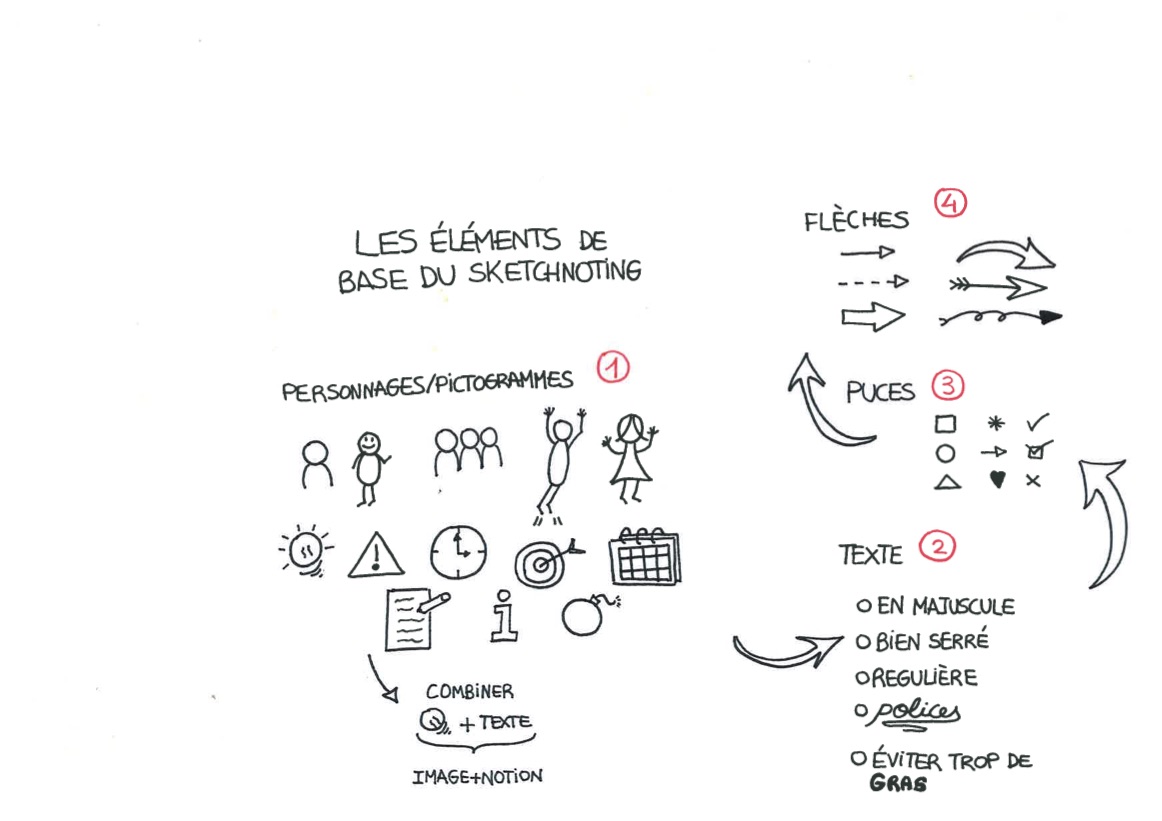 LES ÉLÉMENTS DE
BASE DU SKETCHNOTING
PERSONNAGES/PICTOGRAMMES 1
COMBINER
+ TEXTE
IMAGE+NOTION
TEXTE 2
O EN MAJUSCULE
O BIEN SERRÉ
O REGULIÈRE
O polices
O ÉVITER TROP DE
GRAS
PUCES 3
FLÈCHES 4